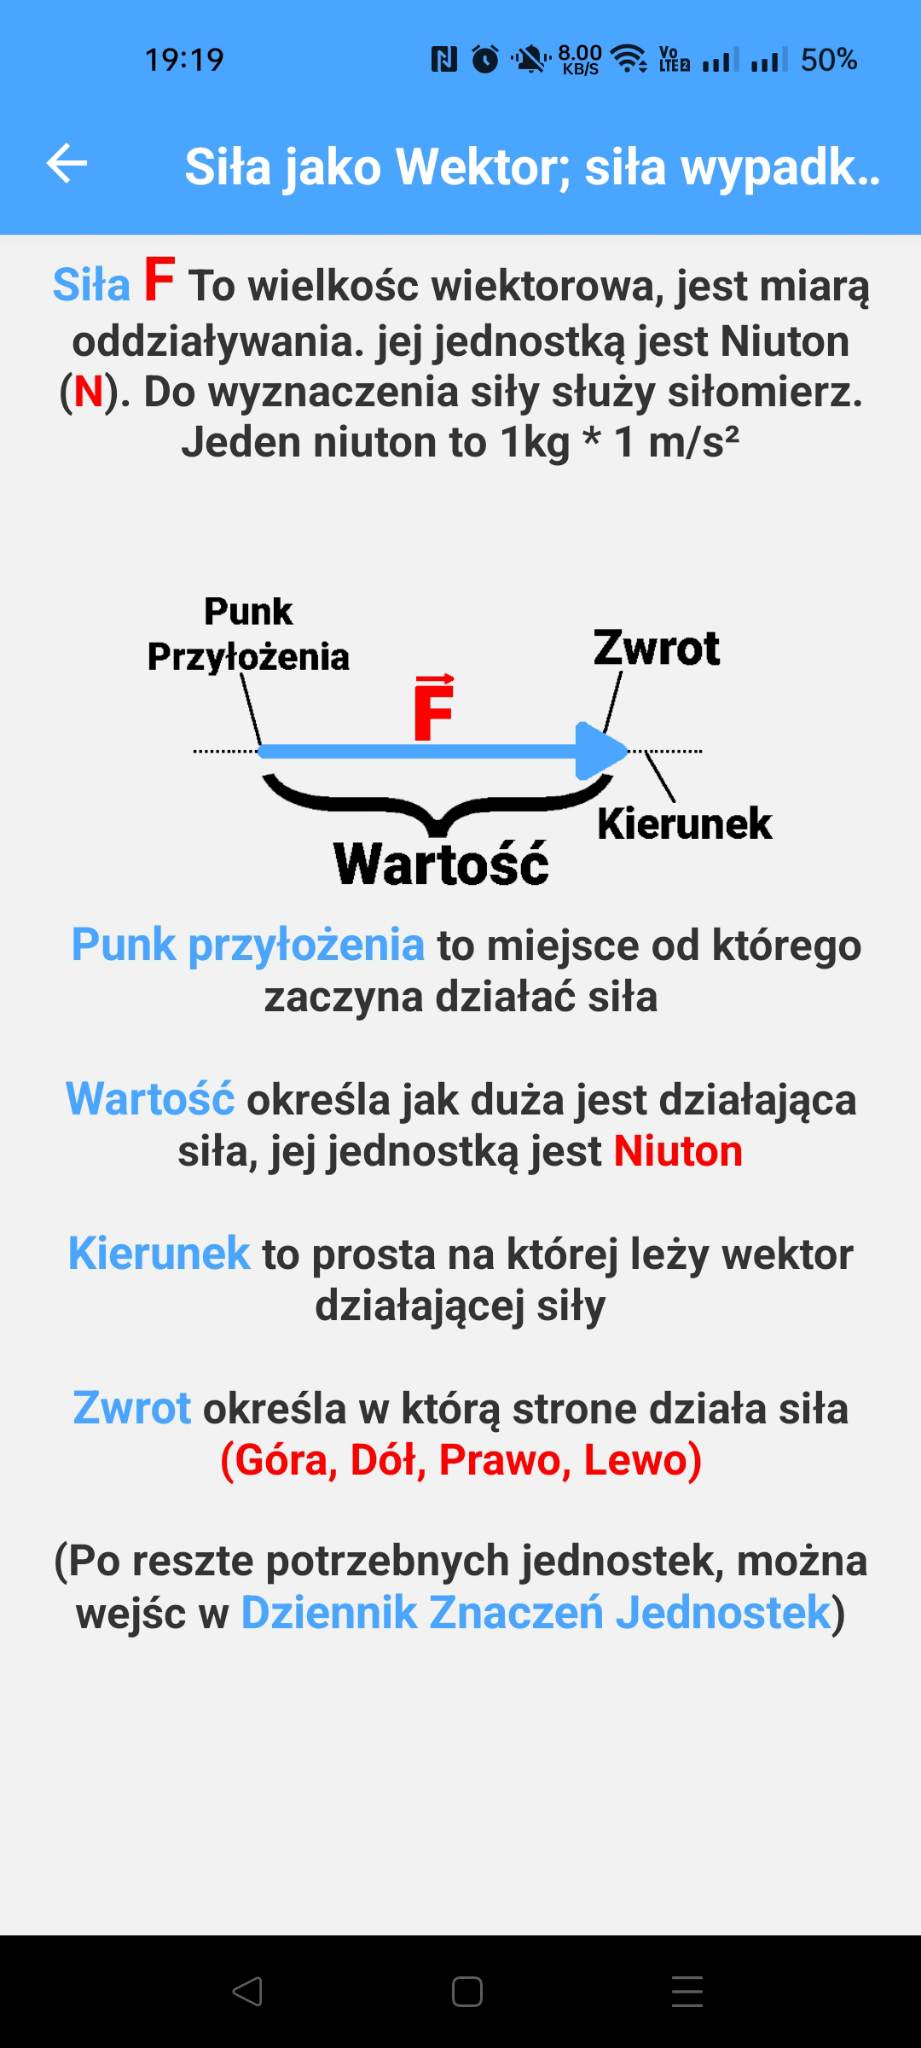 19:19 8.00 KB/S Vo LTE 2 50%
Siła jako Wektor; siła wypadk..
Siła F To wielkośc wiektorowa, jest miarą
oddziaływania. jej jednostką jest Niuton
(N). Do wyznaczenia siły służy siłomierz.
Jeden niuton to 1kg * 1 m/s²
Punk
Przyłożenia
Zwrot
F
Kierunek
Wartość
Punk przyłożenia to miejsce od którego
zaczyna działać siła
Wartość określa jak duża jest działająca
siła, jej jednostką jest Niuton
Kierunek to prosta na której leży wektor
działającej siły
Zwrot określa w którą strone działa siła
(Góra, Dół, Prawo, Lewo)
(Po reszte potrzebnych jednostek, można
wejśc w Dziennik Znaczeń Jednostek)